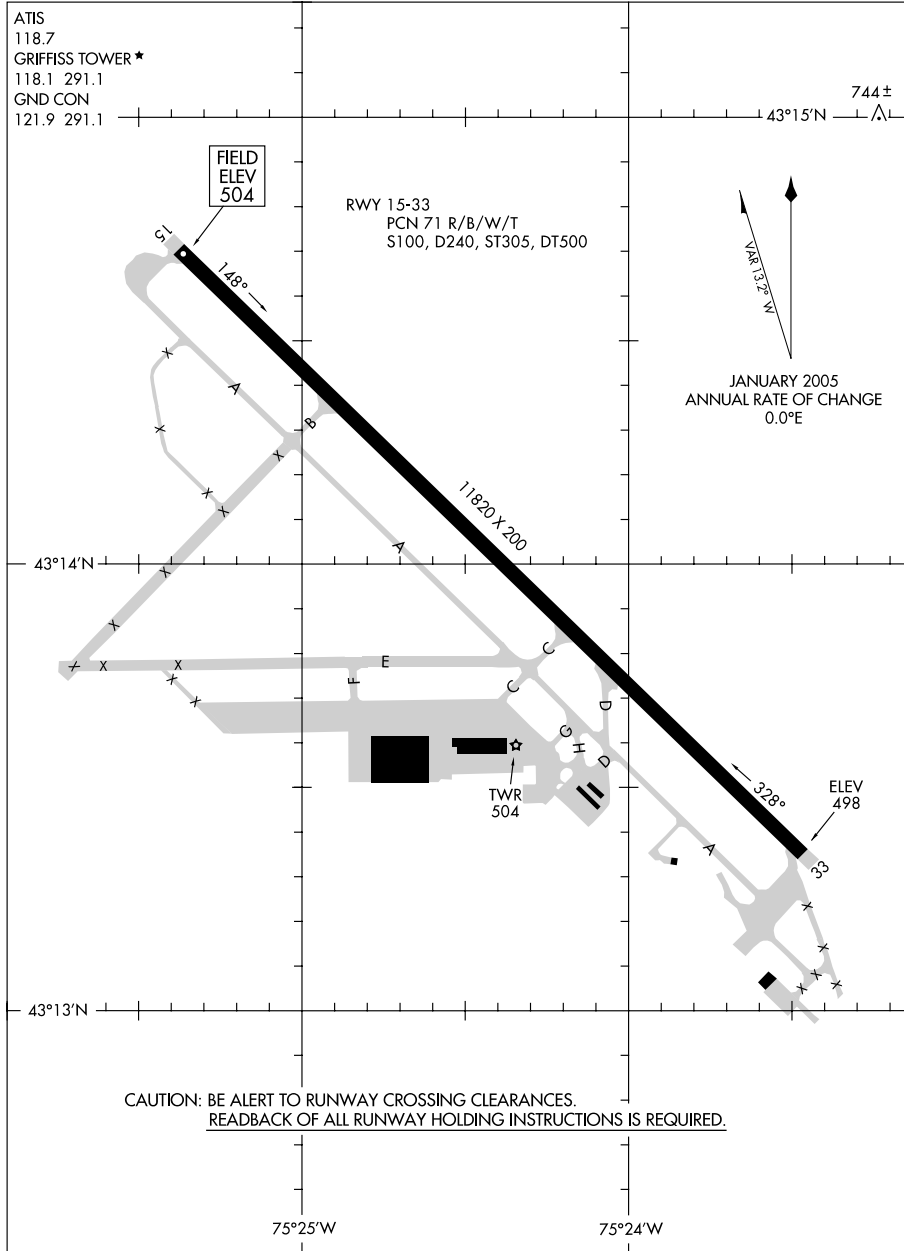 ATIS
118.7
GRIFFISS TOWER ★
118.1 291.1
GND CON
121.9 291.1
744±
43°15'N
FIELD
ELEV
504
RWY 15-33
PCN 71 R/B/W/T
S100, D240, ST305, DT500
15
148°
VAR 13.2° W
JANUARY 2005
ANNUAL RATE OF CHANGE
0.0°E
X
A
B
X
X
X
X
11820 X 200
A
43°14'N
X
X
C
X
X
X
E
X
F
C
X
D
G
H
D
TWR
504
328°
ELEV
498
A
33
X
X
X
X
X
43°13'N
CAUTION: BE ALERT TO RUNWAY CROSSING CLEARANCES.
READBACK OF ALL RUNWAY HOLDING INSTRUCTIONS IS REQUIRED.
75°25'W
75°24'W